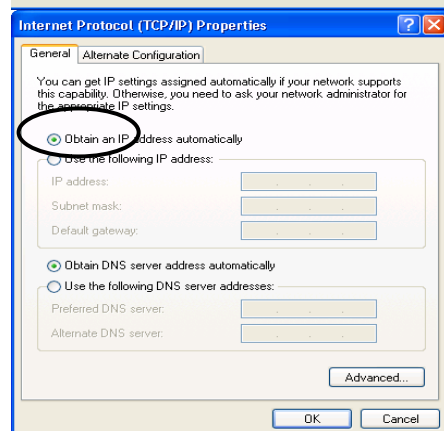 Internet Protocol (TCP/IP) Properties
General
Alternate Configuration
You can get IP settings assigned automatically if your network supports
this capability. Otherwise, you need to ask your network administrator for
the appropriate IP settings.
Obtain an IP address automatically
Use the following IP address:
IP address:
Subnet mask:
Default gateway:
Obtain DNS server address automatically
Use the following DNS server addresses:
Preferred DNS server:
Alternate DNS server:
Advanced...
OK
Cancel